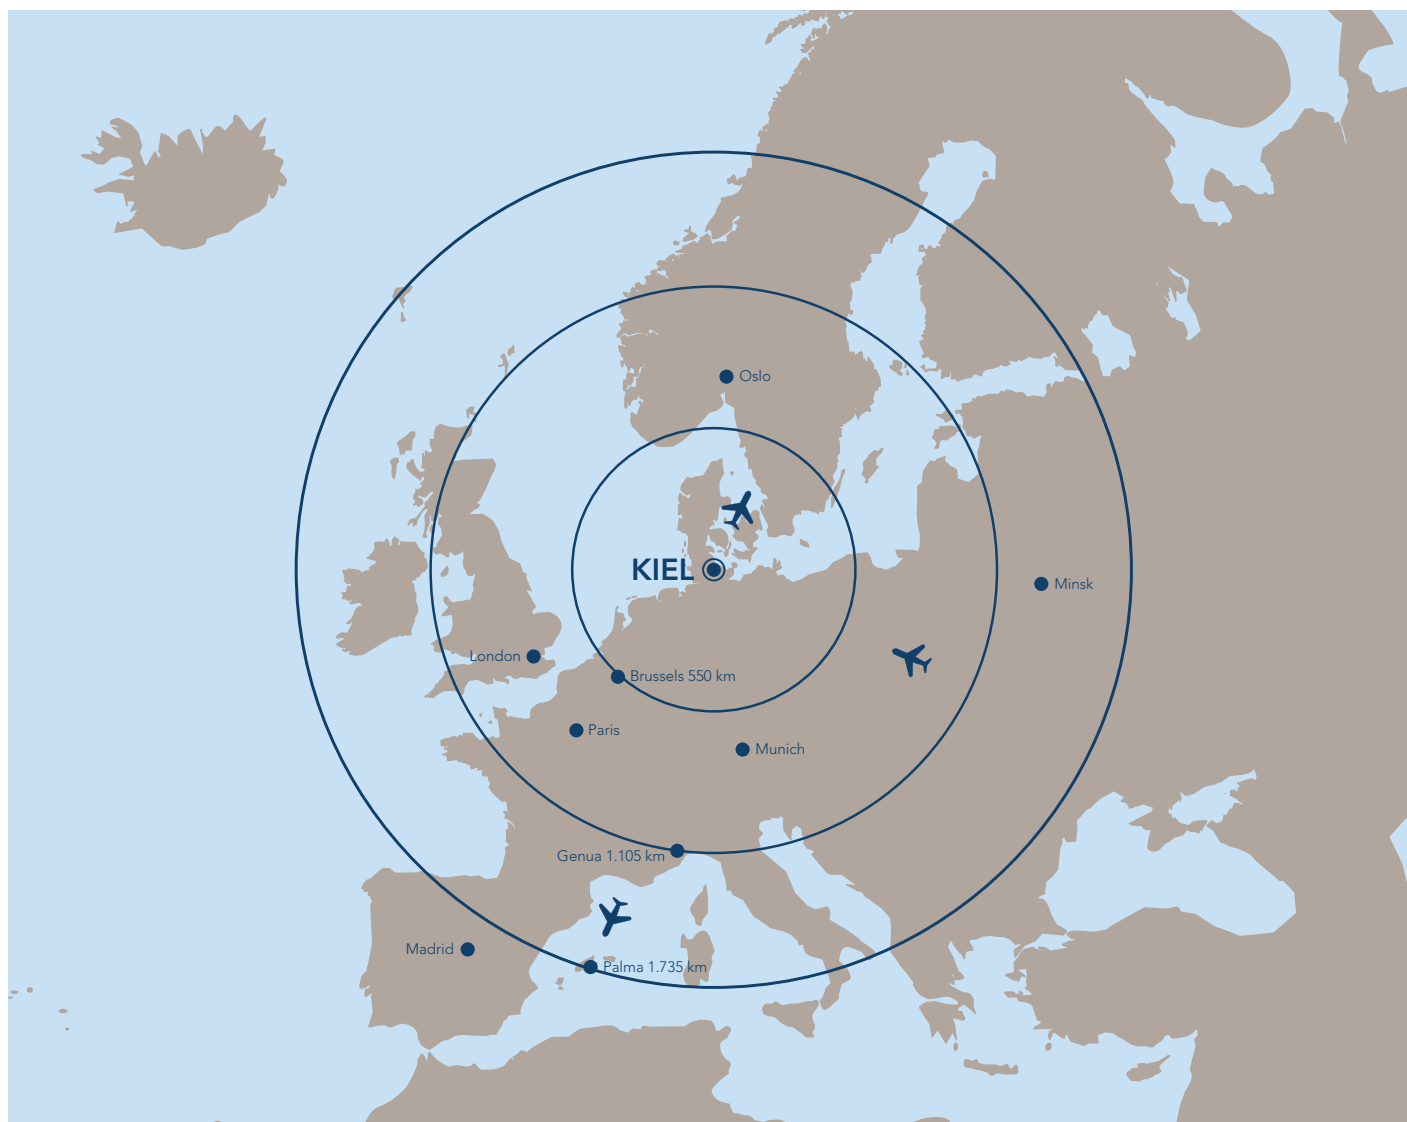 Oslo
KIEL
Minsk
London
Brussels 550 km
Paris
Munich
Genua 1.105 km
Madrid
Palma 1.735 km